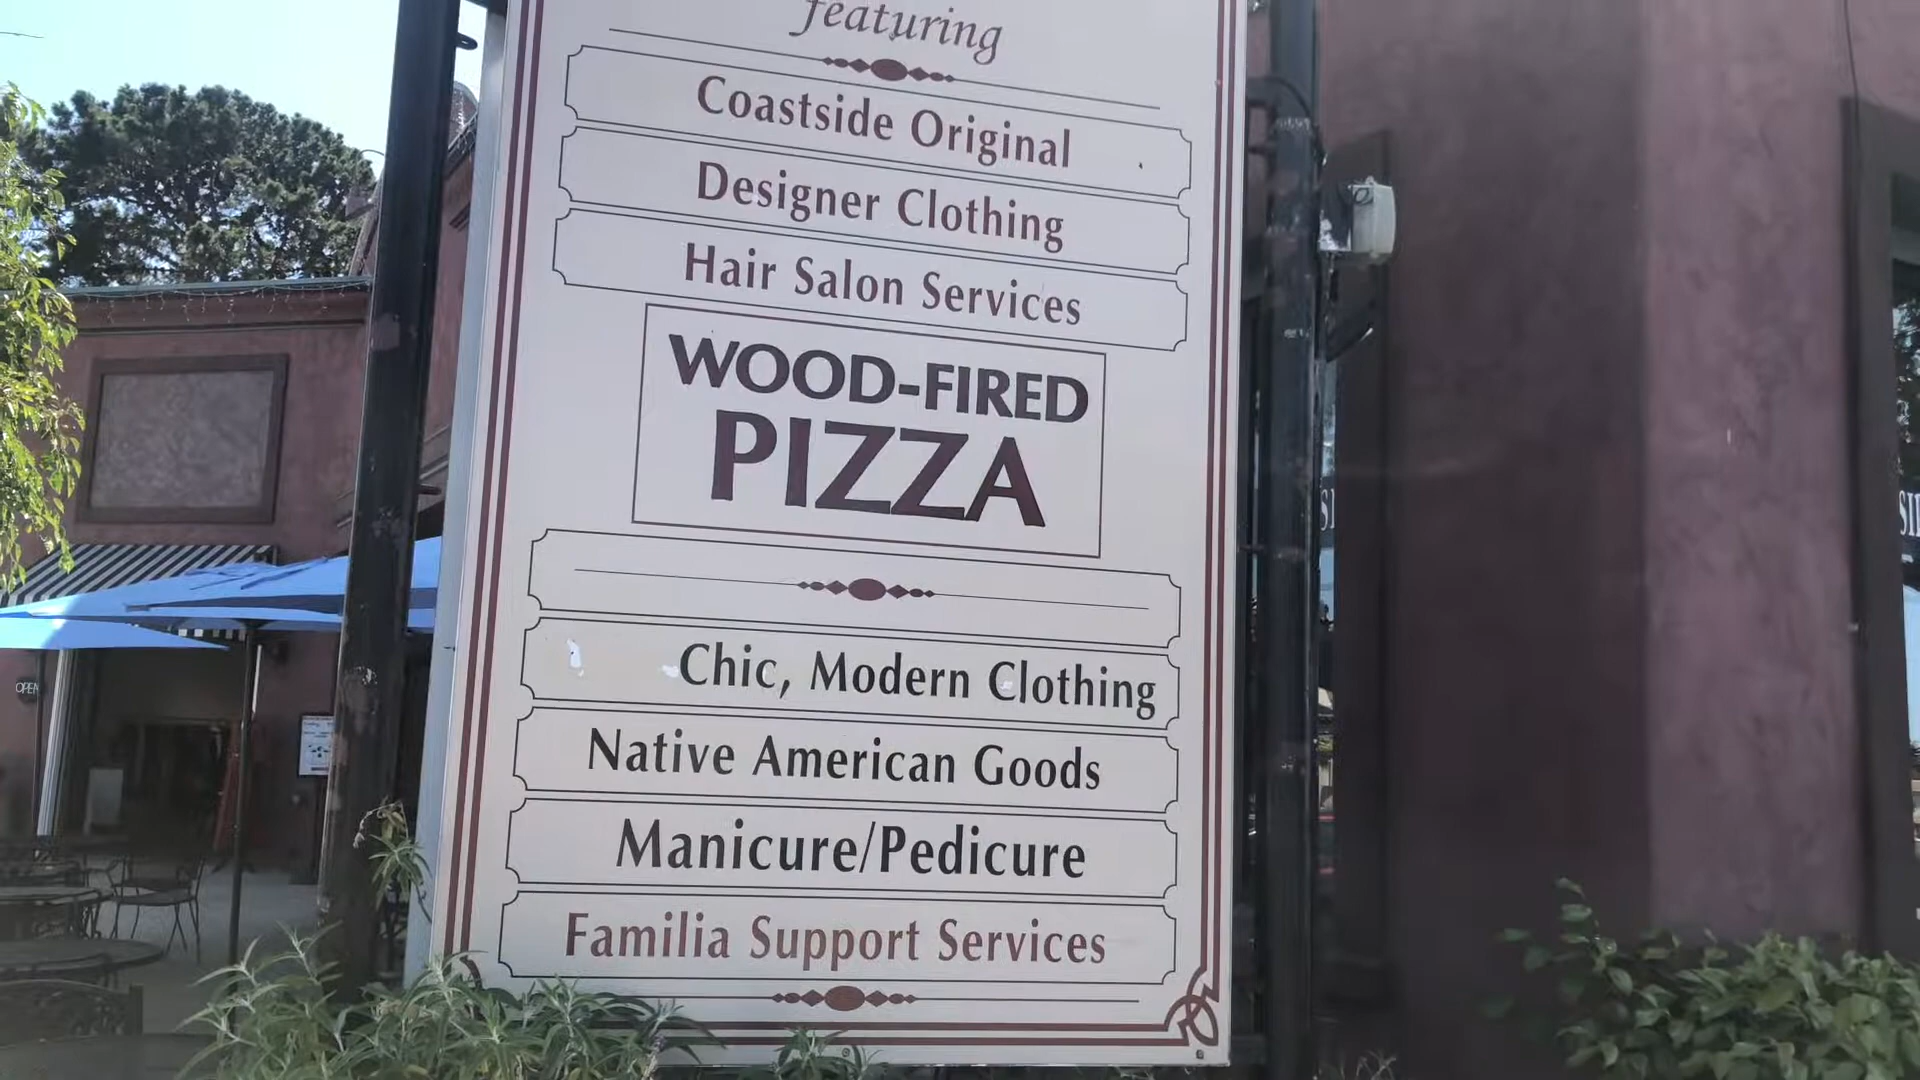 featuring
Coastside Original
Designer Clothing
Hair Salon Services
WOOD-FIRED
PIZZA
Chic, Modern Clothing
Native American Goods
Manicure/Pedicure
Familia Support Services
OPEN